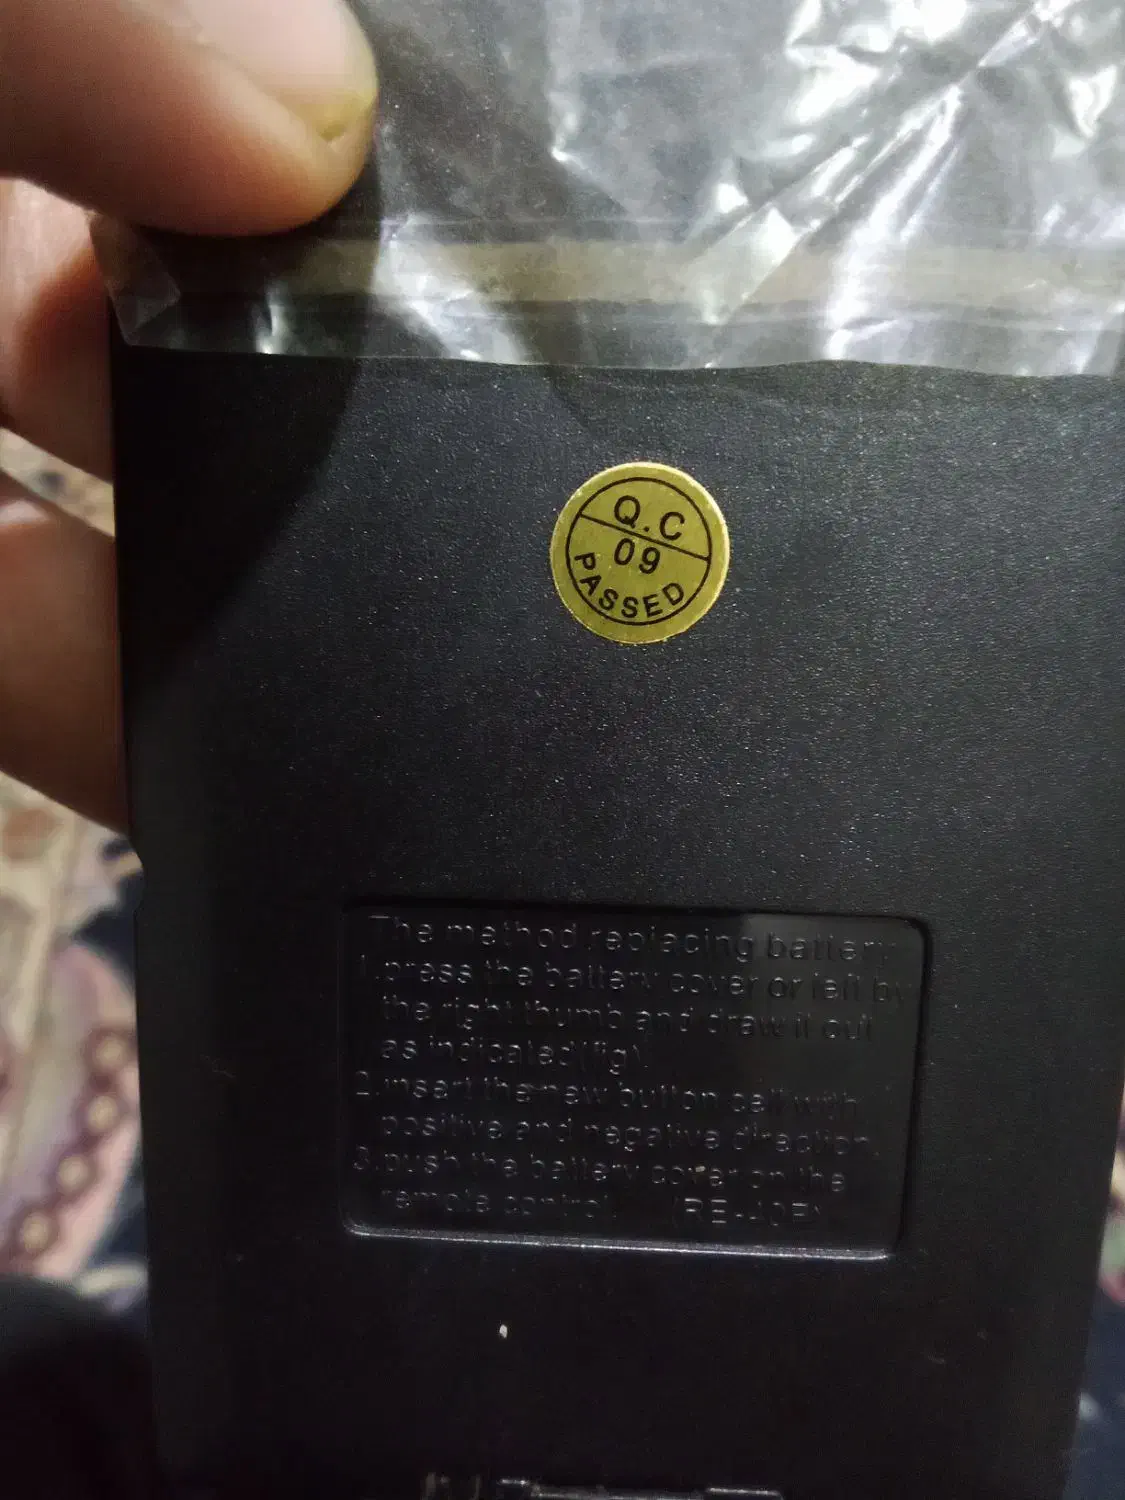 Q.C
09
PASSED
The method replacing battery
1.press the battery cover or left by
the right thumb and draw it out
as indicated(fig).
2.insert the new button cell with
positive and negative direction.
3.push the battery cover on the
remote control